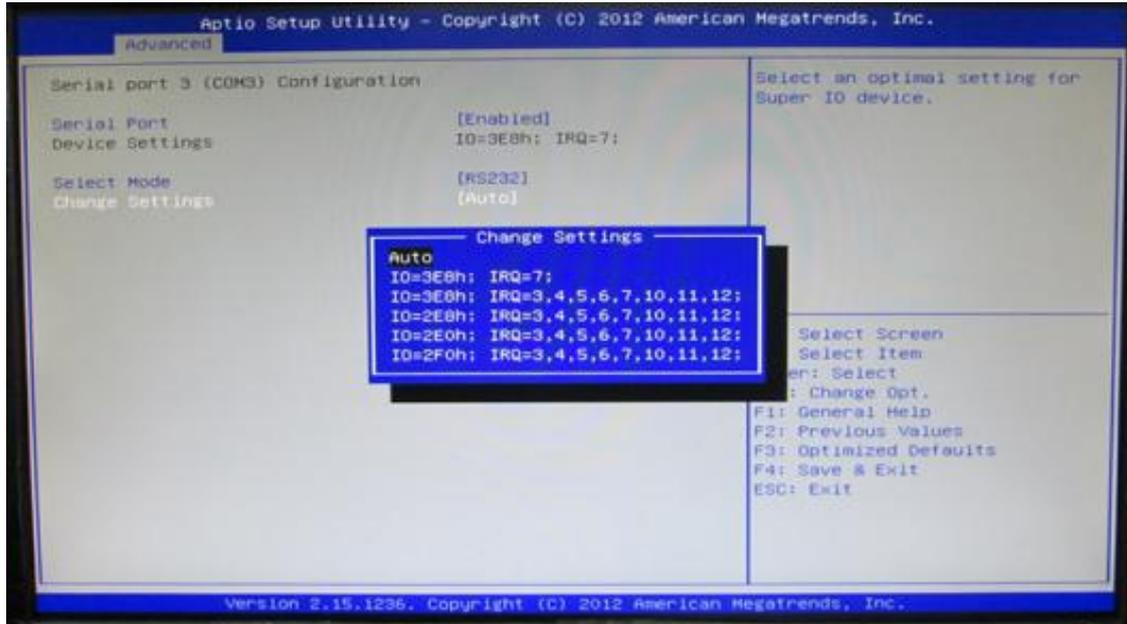 Aptio Setup Utility - Copyright (C) 2012 American Megatrends, Inc.
Advanced
Serial port 3 (COM3) Configuration
Serial Port [Enabled]
Device Settings IO=3E8h; IRQ=7;
Select Mode [RS232]
Change Settings [Auto]
Change Settings
Auto
IO=3E8h; IRQ=7;
IO=3E8h; IRQ=3,4,5,6,7,10,11,12;
IO=2E8h; IRQ=3,4,5,6,7,10,11,12;
IO=2E0h; IRQ=3,4,5,6,7,10,11,12;
IO=2F0h; IRQ=3,4,5,6,7,10,11,12;
Select an optimal setting for
Super IO device.
Select Screen
Select Item
er: Select
: Change Opt.
F1: General Help
F2: Previous Values
F3: Optimized Defaults
F4: Save & Exit
ESC: Exit
Version 2.15.1236. Copyright (C) 2012 American Megatrends, Inc.